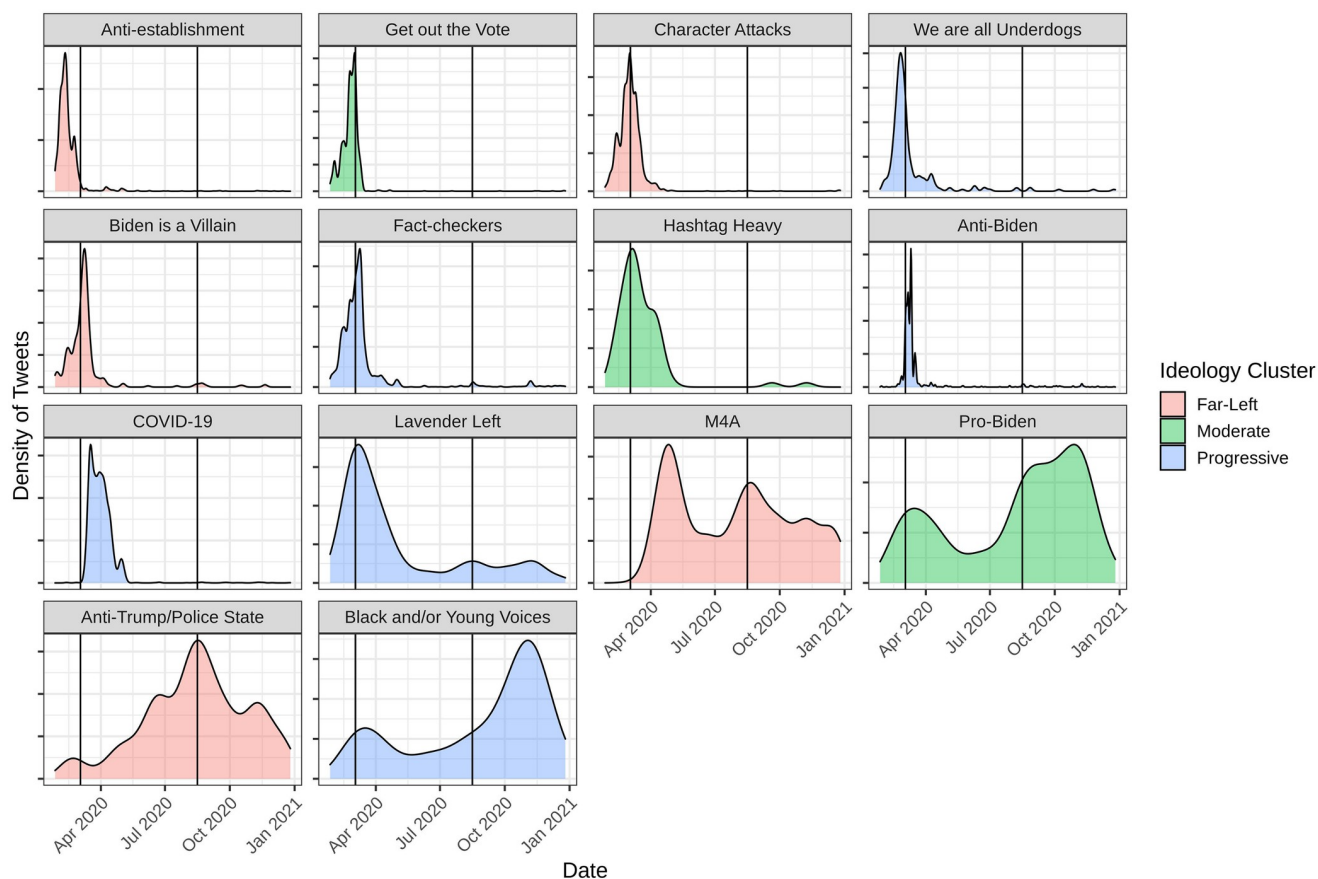 Anti-establishment
Get out the Vote
Character Attacks
We are all Underdogs
Biden is a Villain
Fact-checkers
Hashtag Heavy
Anti-Biden
COVID-19
Lavender Left
M4A
Pro-Biden
Anti-Trump/Police State
Black and/or Young Voices
Apr 2020
Jul 2020
Oct 2020
Jan 2021
Apr 2020
Jul 2020
Oct 2020
Jan 2021
Apr 2020
Jul 2020
Oct 2020
Jan 2021
Apr 2020
Jul 2020
Oct 2020
Jan 2021
Density of Tweets
Date
Ideology Cluster
Far-Left
Moderate
Progressive